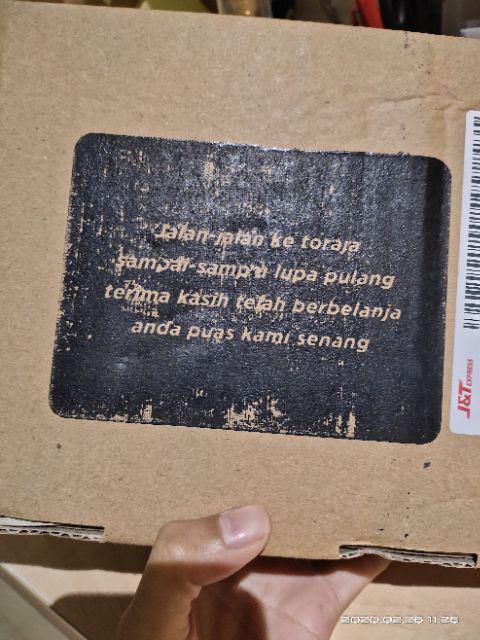 Jalan-jalan ke toraja
sampai-sampai lupa pulang
terima kasih telah berbelanja
anda puas kami senang
J&T EXPRESS
2020.02.26 11:26